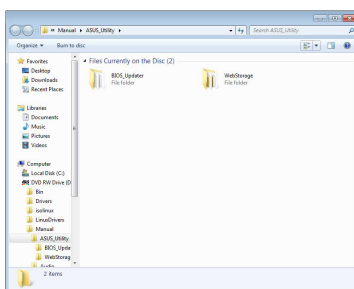 « Manual ▸ ASUS_Utility ▸
Search ASUS_Utility
Organize ▾ Burn to disc
Favorites
Desktop
Downloads
Recent Places
Libraries
Documents
Music
Pictures
Videos
Computer
Local Disk (C:)
DVD RW Drive (D
Bin
Drivers
isolinux
LinuxDrivers
Manual
ASUS_Utility
BIOS_Updat
WebStorag
Audio
Files Currently on the Disc (2)
BIOS_Updater
File folder
WebStorage
File folder
2 items